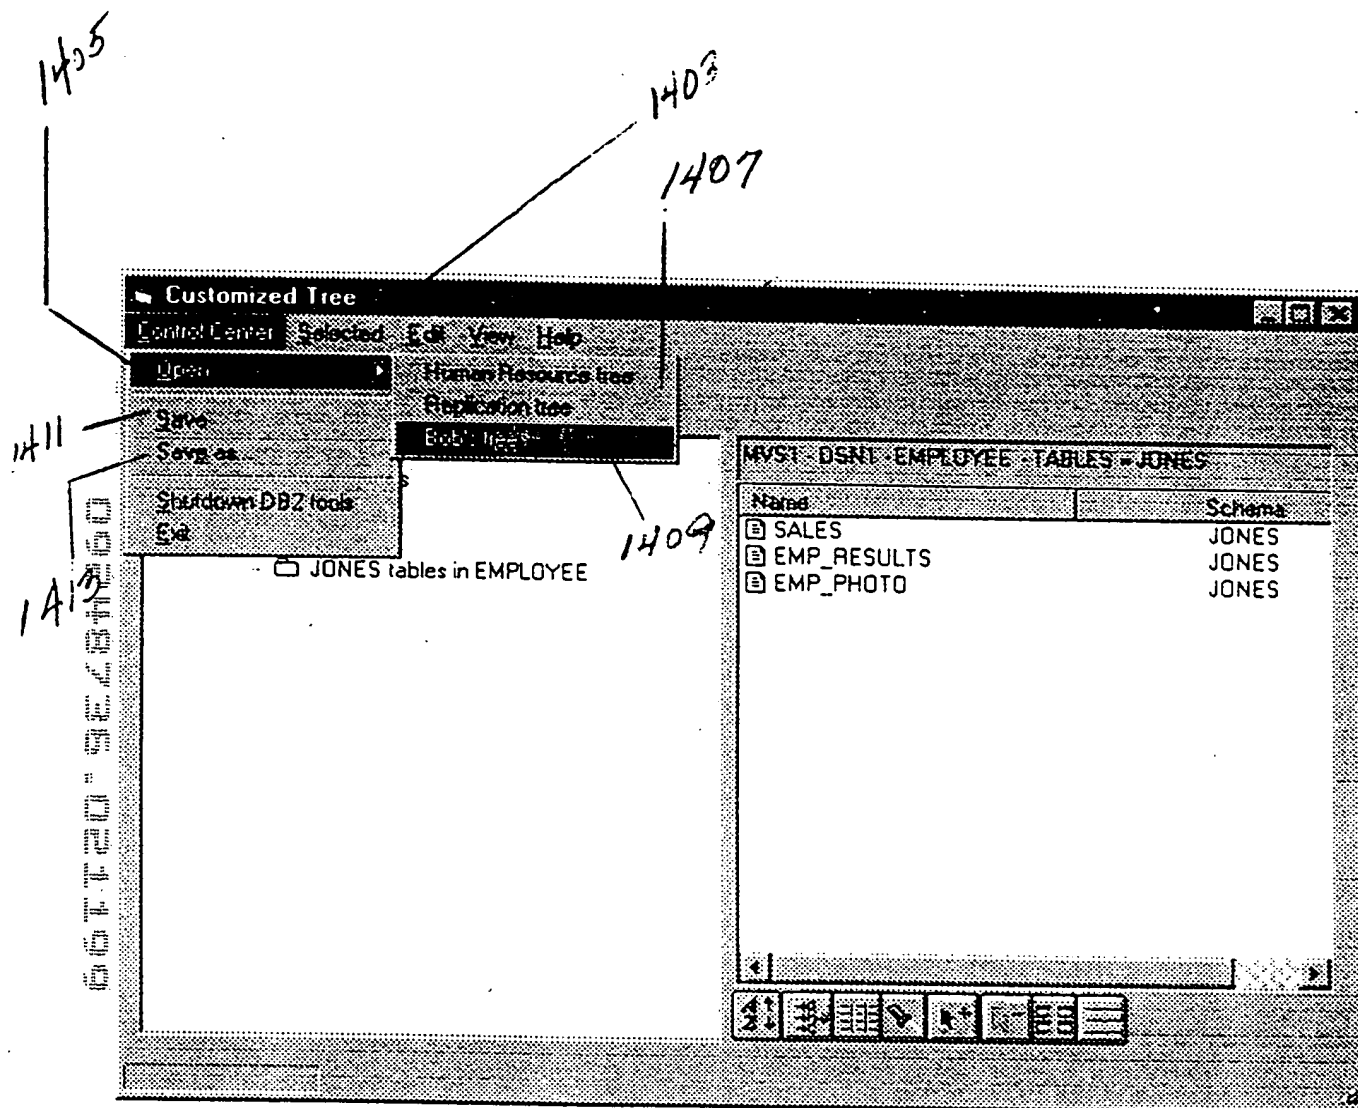 1405
1403
1407
Customized Tree
Control Center Selected Edit View Help
Open
Human Resource tree
Replication tree
Bob's trees
1411
Save
Save as...
s
MVS1 - DSN1 - EMPLOYEE - TABLES - JONES
Name Schema
Shutdown DB2 tools
Exit
1409
SALES JONES
EMP_RESULTS JONES
EMP_PHOTO JONES
JONES tables in EMPLOYEE
1413